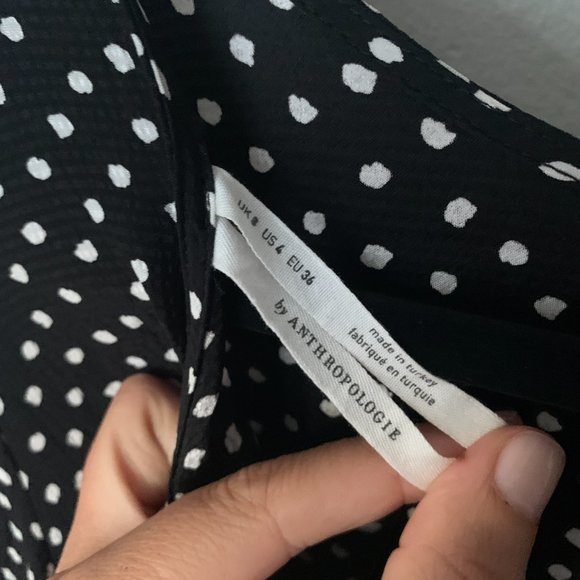 UK 8 US 4 EU 36
made in turkey
fabriqué en turquie
by ANTHROPOLOGIE